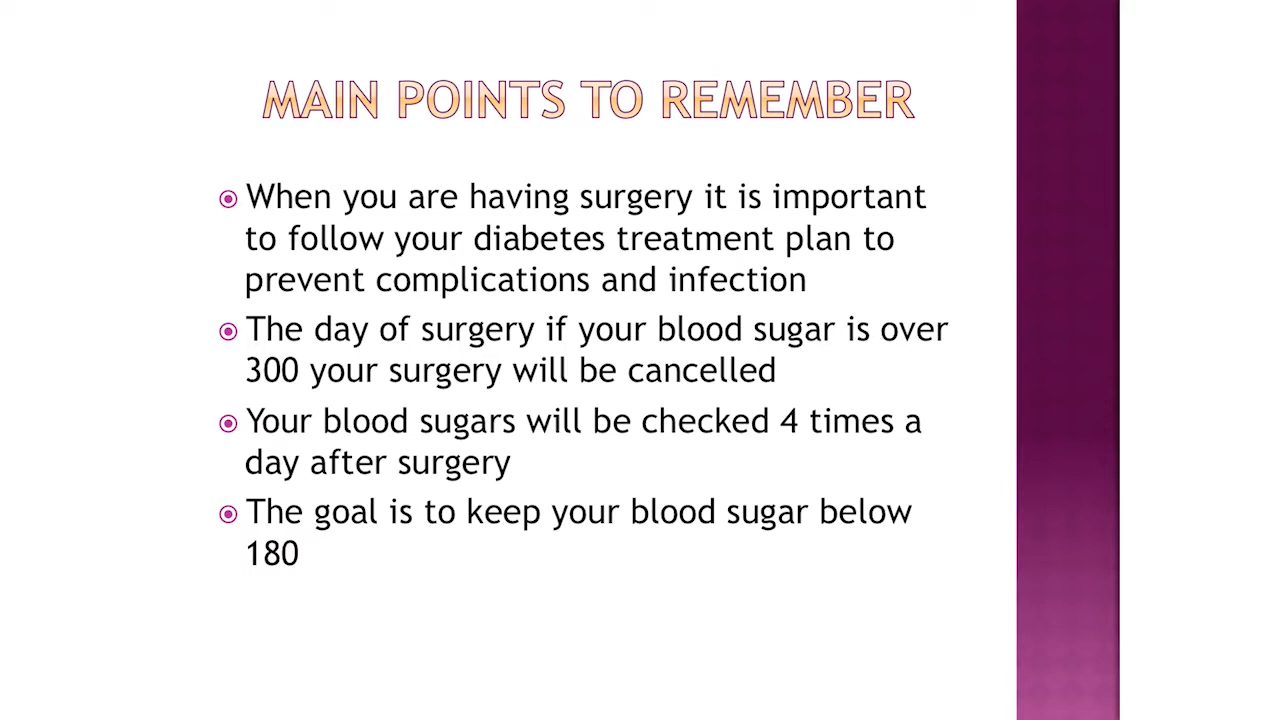 MAIN POINTS TO REMEMBER
When you are having surgery it is important
to follow your diabetes treatment plan to
prevent complications and infection
The day of surgery if your blood sugar is over
300 your surgery will be cancelled
Your blood sugars will be checked 4 times a
day after surgery
The goal is to keep your blood sugar below
180